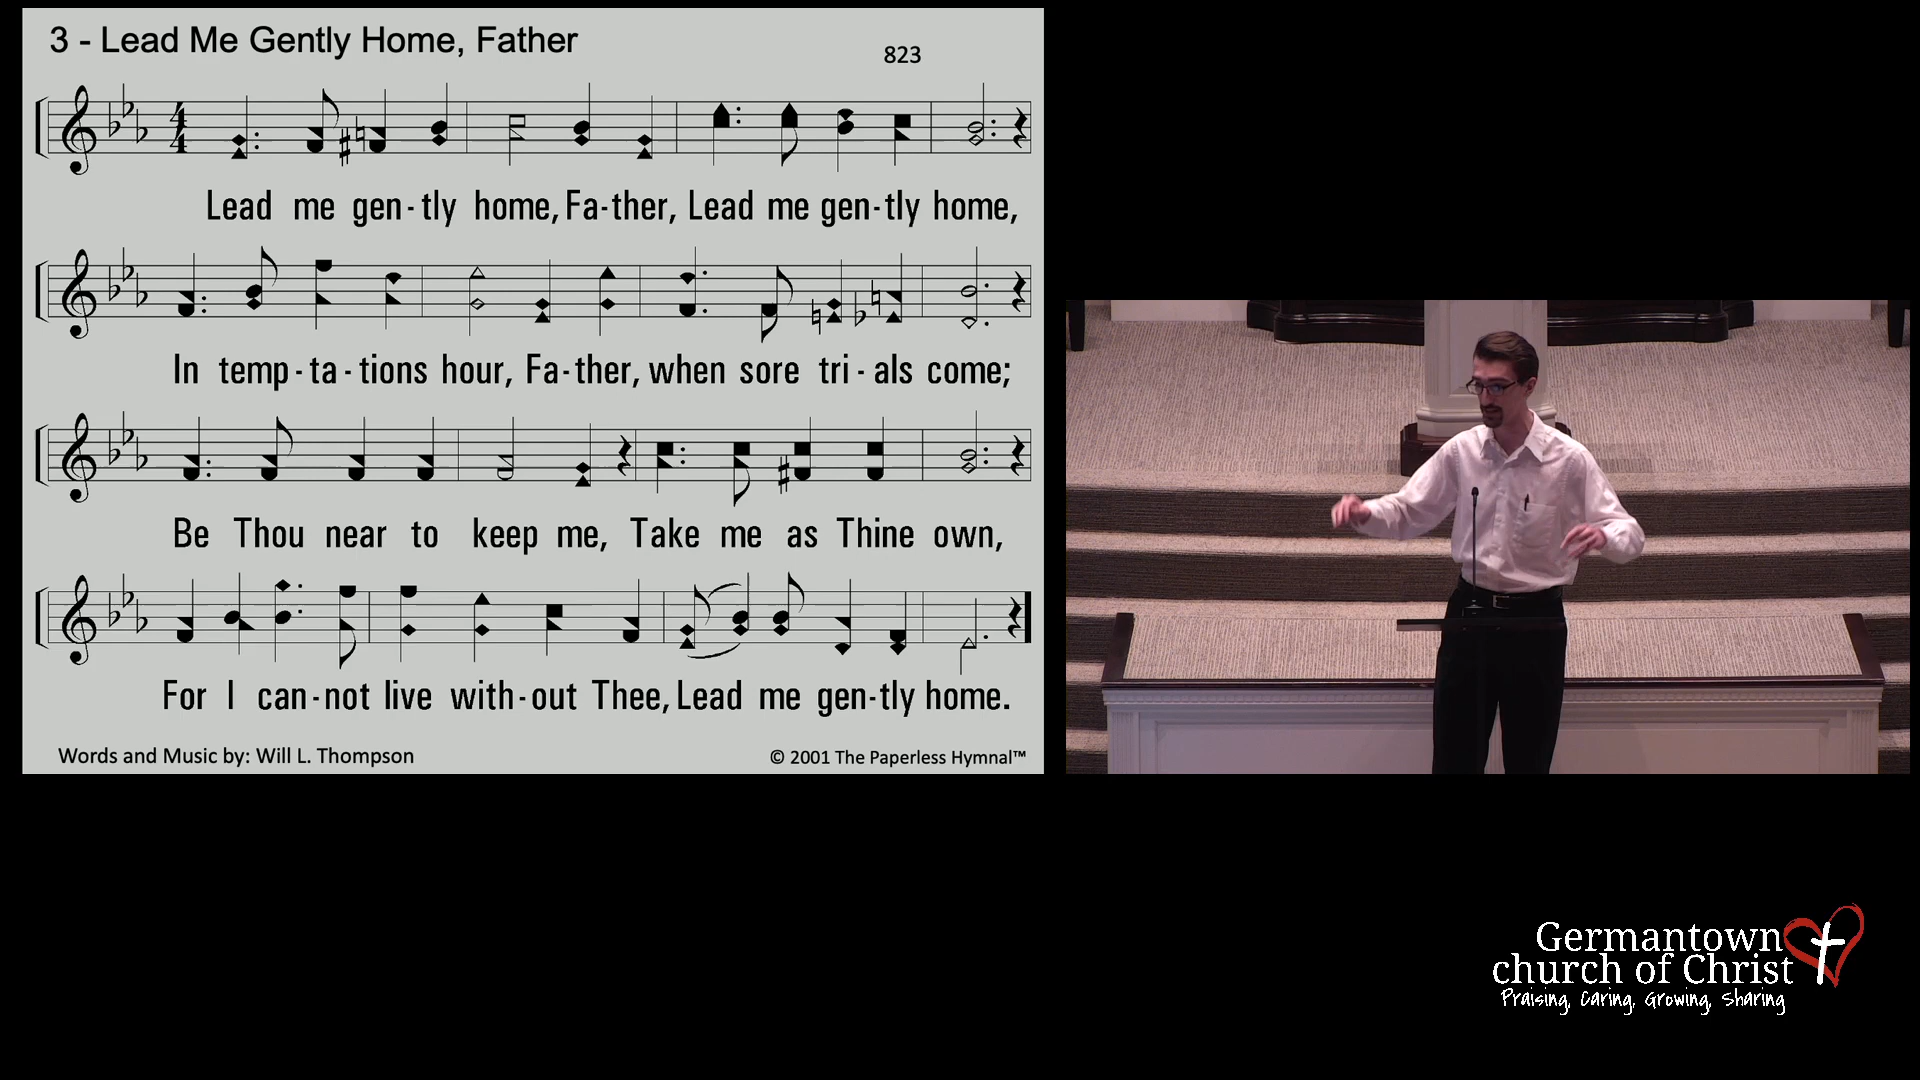 3 - Lead Me Gently Home, Father
823
4
4
Lead me gen - tly home, Fa - ther, Lead me gen - tly home,
In temp - ta - tions hour, Fa - ther, when sore tri - als come;
Be Thou near to keep me, Take me as Thine own,
For I can - not live with - out Thee, Lead me gen - tly home.
Words and Music by: Will L. Thompson
© 2001 The Paperless Hymnal™
Germantown
church of Christ
Praising, Caring, Growing, Sharing